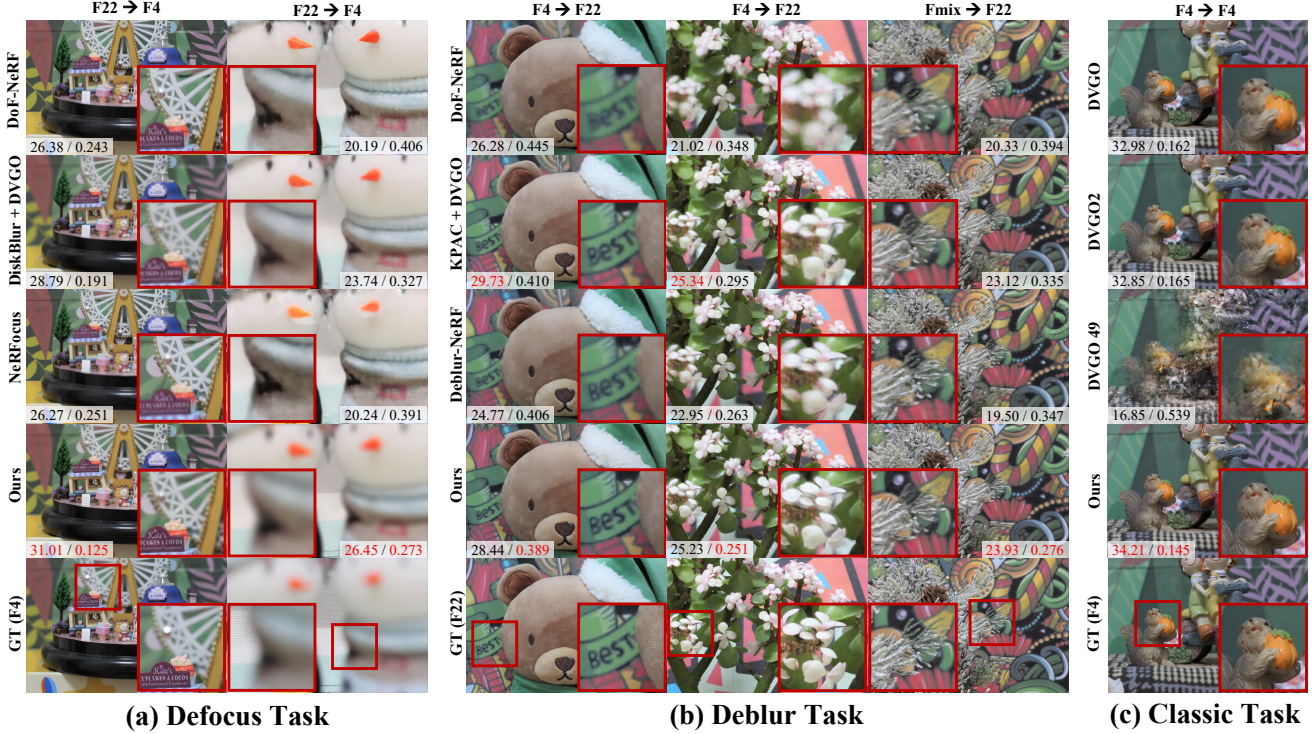 F22 → F4
F22 → F4
F4 → F22
F4 → F22
Fmix → F22
F4 → F4
DoF-NeRF
26.38 / 0.243
20.19 / 0.406
DiskBlur + DVGO
28.79 / 0.191
23.74 / 0.327
NeRFocus
26.27 / 0.251
20.24 / 0.391
Ours
31.01 / 0.125
26.45 / 0.273
GT (F4)
(a) Defocus Task
DoF-NeRF
26.28 / 0.445
21.02 / 0.348
20.33 / 0.394
KPAC + DVGO
BEST
29.73 / 0.410
25.34 / 0.295
23.12 / 0.335
Deblur-NeRF
24.77 / 0.406
22.95 / 0.263
19.50 / 0.347
Ours
BEST
28.44 / 0.389
25.23 / 0.251
23.93 / 0.276
GT (F22)
BEST
BEST
(b) Deblur Task
DVGO
32.98 / 0.162
DVGO2
32.85 / 0.165
DVGO 49
16.85 / 0.539
Ours
34.21 / 0.145
GT (F4)
(c) Classic Task